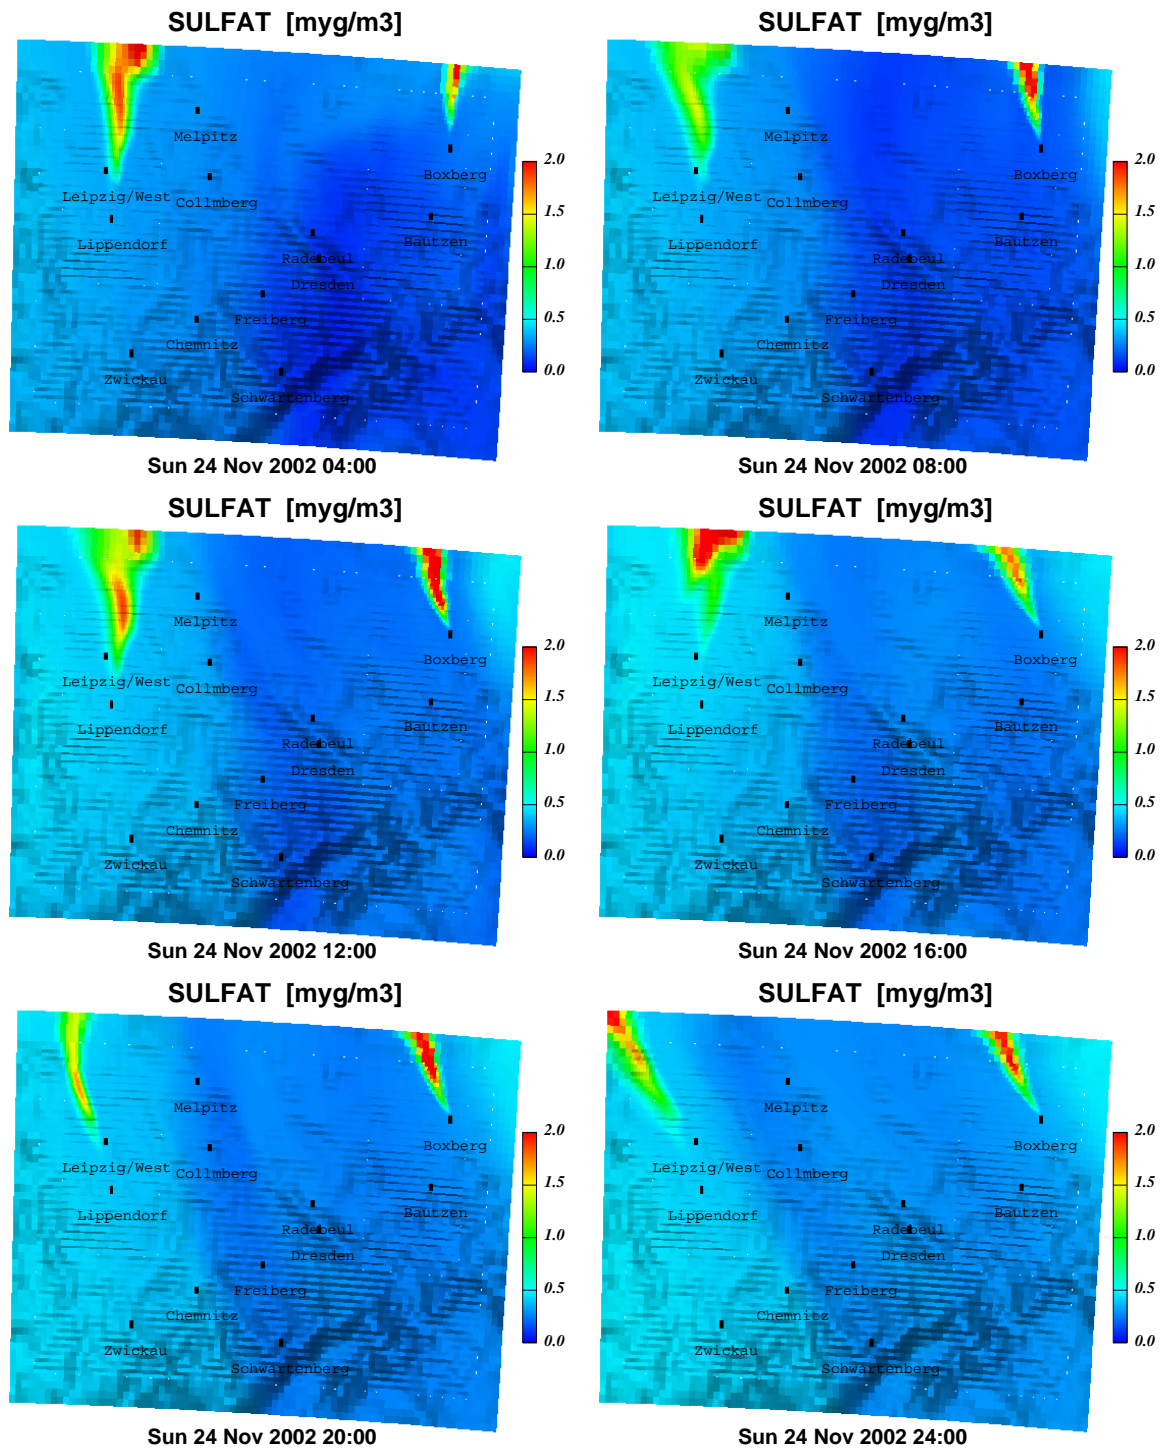 SULFAT [myg/m3]
Melpitz
Boxberg
Leipzig/West
Collmberg
Lippendorf
Bautzen
Radebeul
Dresden
Freiberg
Chemnitz
Zwickau
Schwartenberg
2.0
1.5
1.0
0.5
0.0
Sun 24 Nov 2002 04:00
SULFAT [myg/m3]
Melpitz
Boxberg
Leipzig/West
Collmberg
Lippendorf
Bautzen
Radebeul
Dresden
Freiberg
Chemnitz
Zwickau
Schwartenberg
2.0
1.5
1.0
0.5
0.0
Sun 24 Nov 2002 08:00
SULFAT [myg/m3]
Melpitz
Boxberg
Leipzig/West
Collmberg
Lippendorf
Bautzen
Radebeul
Dresden
Freiberg
Chemnitz
Zwickau
Schwartenberg
2.0
1.5
1.0
0.5
0.0
Sun 24 Nov 2002 12:00
SULFAT [myg/m3]
Melpitz
Boxberg
Leipzig/West
Collmberg
Lippendorf
Bautzen
Radebeul
Dresden
Freiberg
Chemnitz
Zwickau
Schwartenberg
2.0
1.5
1.0
0.5
0.0
Sun 24 Nov 2002 16:00
SULFAT [myg/m3]
Melpitz
Boxberg
Leipzig/West
Collmberg
Lippendorf
Bautzen
Radebeul
Dresden
Freiberg
Chemnitz
Zwickau
Schwartenberg
2.0
1.5
1.0
0.5
0.0
Sun 24 Nov 2002 20:00
SULFAT [myg/m3]
Melpitz
Boxberg
Leipzig/West
Collmberg
Lippendorf
Bautzen
Radebeul
Dresden
Freiberg
Chemnitz
Zwickau
Schwartenberg
2.0
1.5
1.0
0.5
0.0
Sun 24 Nov 2002 24:00